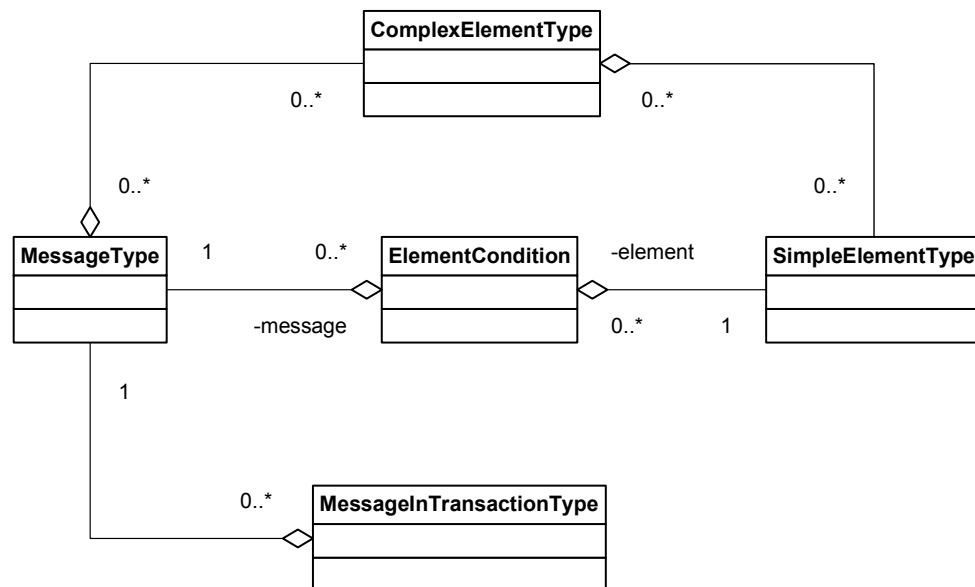 ComplexElementType
0..*
0..*
0..*
0..*
MessageType
1
0..*
ElementCondition
-element
SimpleElementType
-message
0..*
1
1
0..*
MessageInTransactionType